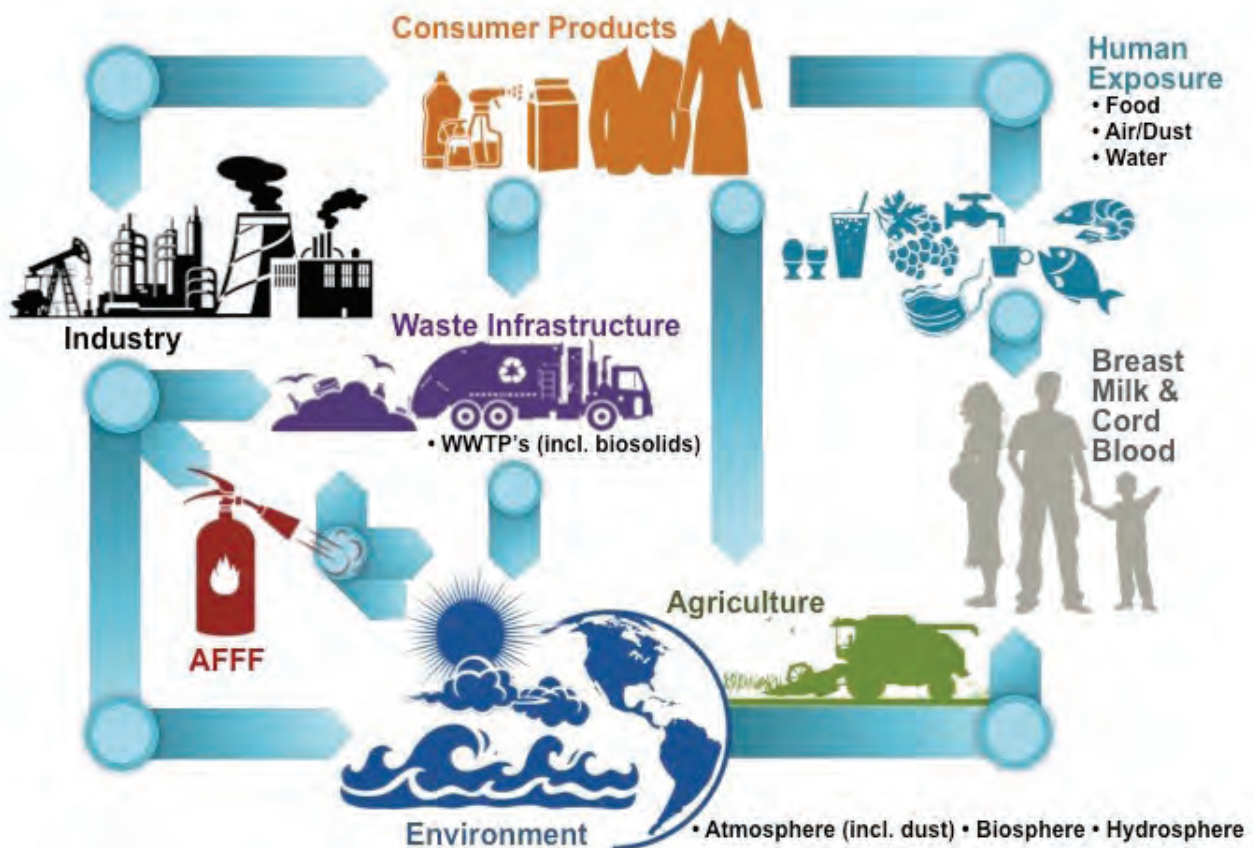 Consumer Products
Human
Exposure
• Food
• Air/Dust
• Water
Industry
Waste Infrastructure
• WWTP's (incl. biosolids)
Breast
Milk &
Cord
Blood
AFFF
Agriculture
Environment
• Atmosphere (incl. dust) • Biosphere • Hydrosphere